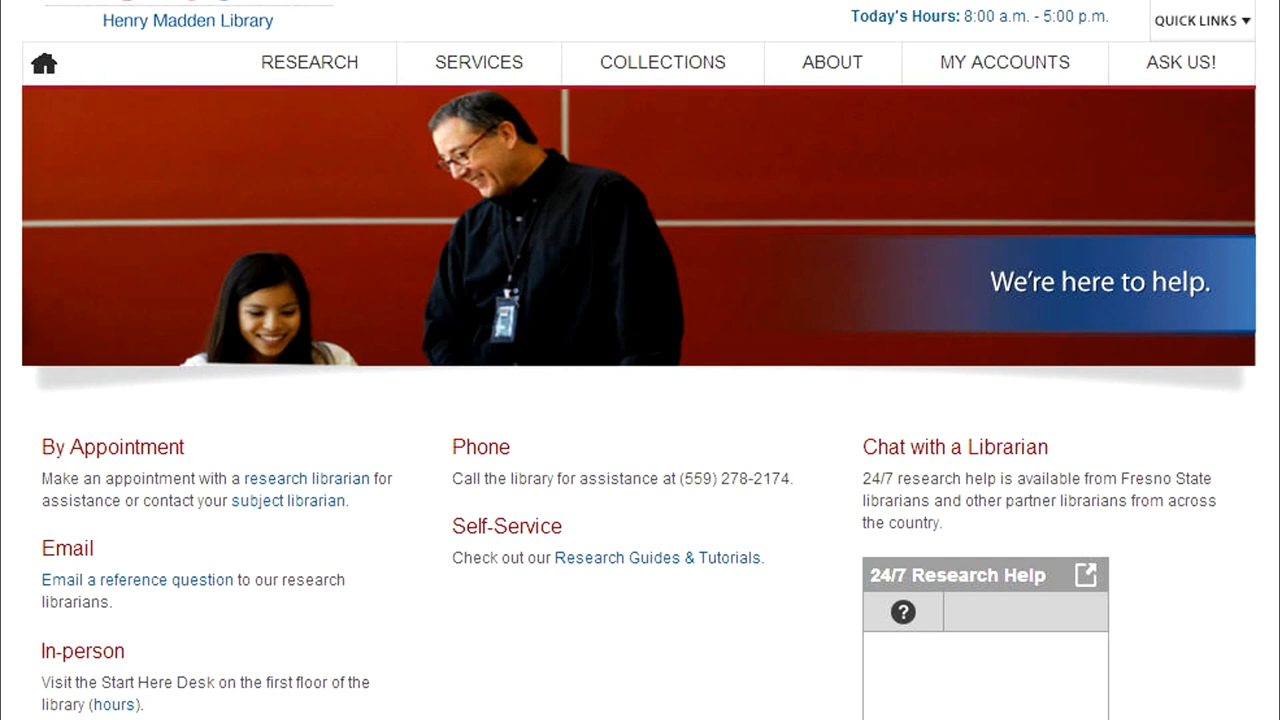 Henry Madden Library
Today's Hours: 8:00 a.m. - 5:00 p.m.
QUICK LINKS
RESEARCH
SERVICES
COLLECTIONS
ABOUT
MY ACCOUNTS
ASK US!
We're here to help.
By Appointment
Make an appointment with a research librarian for
assistance or contact your subject librarian.
Email
Email a reference question to our research
librarians.
In-person
Visit the Start Here Desk on the first floor of the
library (hours).
Phone
Call the library for assistance at (559) 278-2174.
Self-Service
Check out our Research Guides & Tutorials.
Chat with a Librarian
24/7 research help is available from Fresno State
librarians and other partner librarians from across
the country.
24/7 Research Help
?